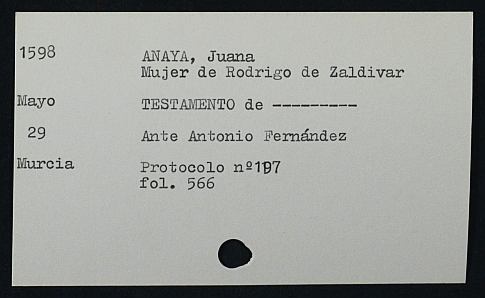 1598 ANAYA, Juana
Mujer de Rodrigo de Zaldivar
Mayo TESTAMENTO de ---------
29 Ante Antonio Fernández
Murcia Protocolo nº197
fol. 566